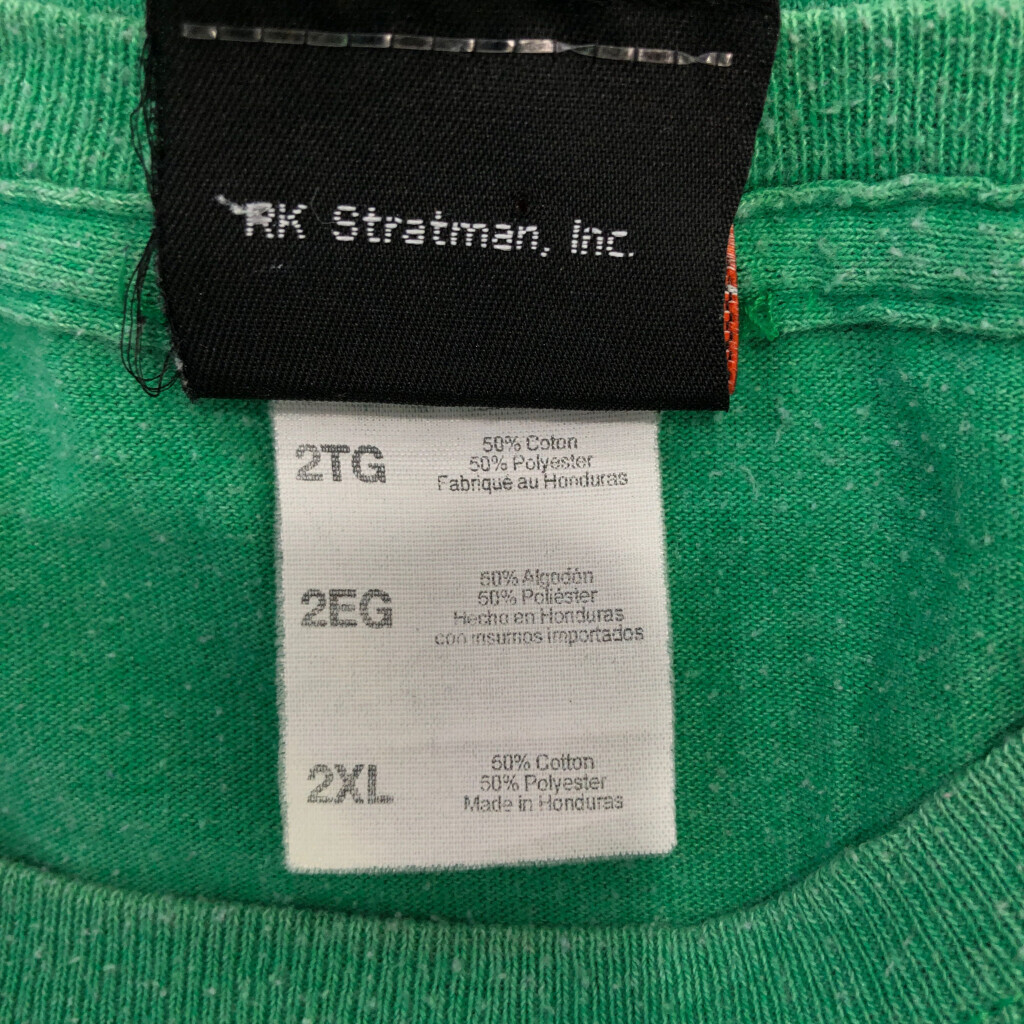 RK Stratman, Inc.
2TG
50% Coton
50% Polyester
Fabriqué au Honduras
2EG
50% Algodón
50% Poliéster
Hecho en Honduras
con insumos importados
2XL
50% Cotton
50% Polyester
Made in Honduras